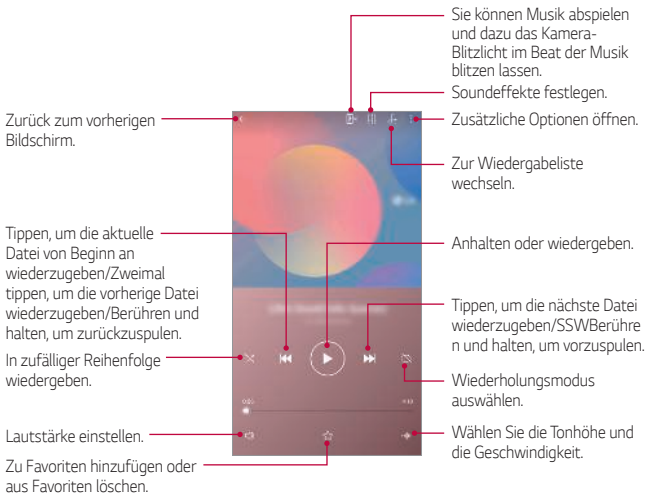 Sie können Musik abspielen
und dazu das Kamera-
Blitzlicht im Beat der Musik
blitzen lassen.
Soundeffekte festlegen.
Zurück zum vorherigen
Bildschirm.
Zusätzliche Optionen öffnen.
Zur Wiedergabeliste
wechseln.
Tippen, um die aktuelle
Datei von Beginn an
wiederzugeben/Zweimal
tippen, um die vorherige Datei
wiederzugeben/Berühren und
halten, um zurückzuspulen.
Anhalten oder wiedergeben.
Tippen, um die nächste Datei
wiedergeben/SSWBerühre
n und halten, um vorzuspulen.
In zufälliger Reihenfolge
wiedergeben.
Wiederholungsmodus
auswählen.
Lautstärke einstellen.
Wählen Sie die Tonhöhe und
die Geschwindigkeit.
Zu Favoriten hinzufügen oder
aus Favoriten löschen.